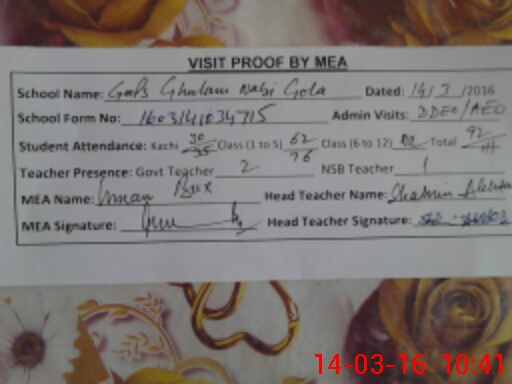 VISIT PROOF BY MEA
School Name: GBPS Ghulam Nabi Gola Dated: 14/3/2016
School Form No: 1603141034715 Admin Visits: DDEO/AEO
Student Attendance: Kachi 30/35 Class (1 to 5) 62/76 Class (6 to 12) Total 92/111
Teacher Presence: Govt Teacher 2 NSB Teacher 1
MEA Name: Imam Bux Head Teacher Name:
MEA Signature: Head Teacher Signature:
14-03-16 10:41